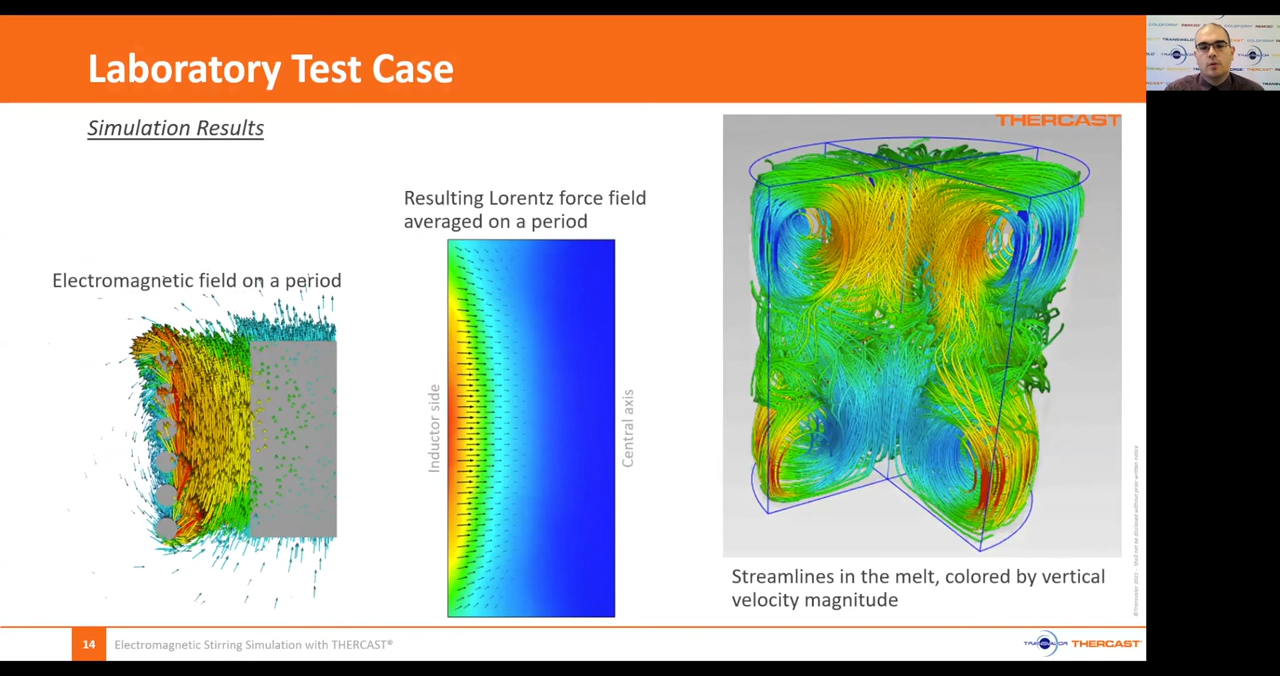 Laboratory Test Case
Simulation Results
Electromagnetic field on a period
Resulting Lorentz force field
averaged on a period
Inductor side
Central axis
THERCAST
Streamlines in the melt, colored by vertical
velocity magnitude
14
Electromagnetic Stirring Simulation with THERCAST®
TRANSVALOR THERCAST